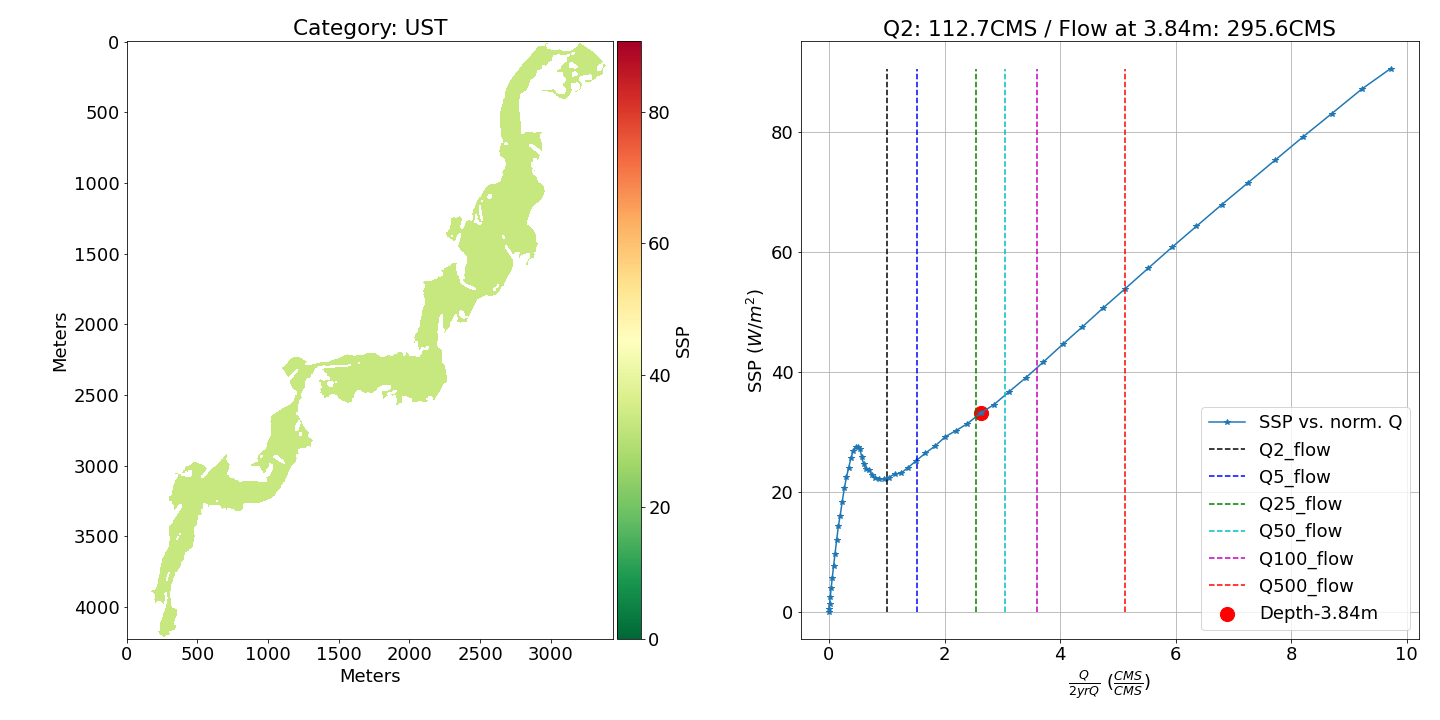 Category: UST
0
500
1000
1500
2000
2500
3000
3500
4000
Meters
0
500
1000
1500
2000
2500
3000
Meters
80
60
40
20
0
SSP
Q2: 112.7CMS / Flow at 3.84m: 295.6CMS
80
60
40
20
0
SSP (W/m²)
0
2
4
6
8
10
Q/2yrQ (CMS/CMS)
SSP vs. norm. Q
Q2_flow
Q5_flow
Q25_flow
Q50_flow
Q100_flow
Q500_flow
Depth-3.84m